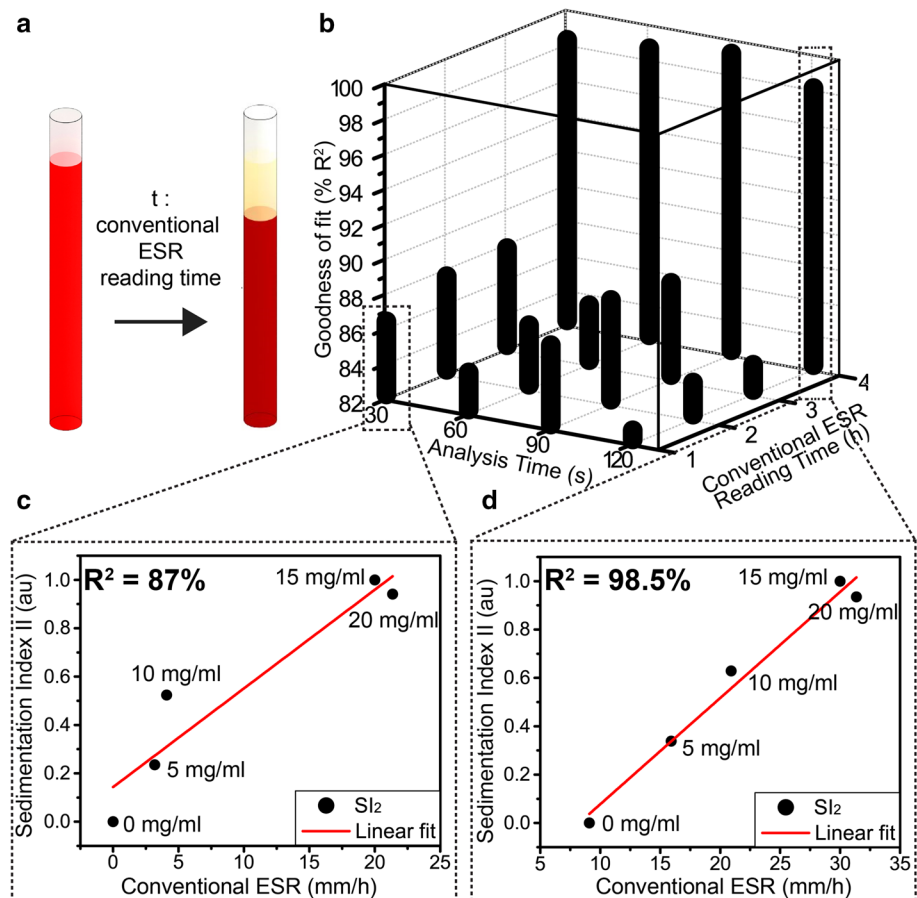 a
t :
conventional
ESR
reading time
b
Goodness of fit (% R²)
100
98
96
94
92
90
88
86
84
82
30
60
90
120
Analysis Time (s)
1
2
3
4
Conventional ESR
Reading Time (h)
c
R² = 87%
Sedimentation Index II (au)
1.0
0.8
0.6
0.4
0.2
0.0
15 mg/ml
20 mg/ml
10 mg/ml
5 mg/ml
0 mg/ml
SI₂
Linear fit
0 5 10 15 20 25
Conventional ESR (mm/h)
d
R² = 98.5%
Sedimentation Index II (au)
1.0
0.8
0.6
0.4
0.2
0.0
15 mg/ml
20 mg/ml
10 mg/ml
5 mg/ml
0 mg/ml
SI₂
Linear fit
5 10 15 20 25 30 35
Conventional ESR (mm/h)